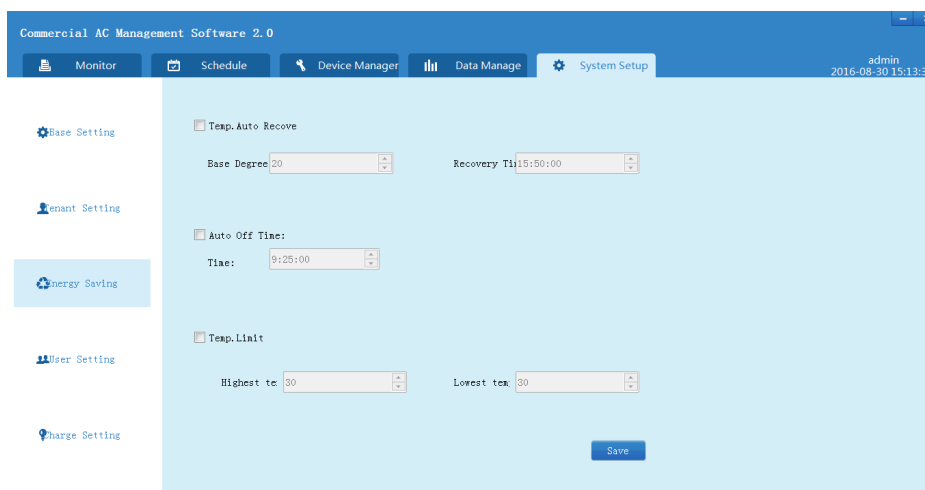 Commercial AC Management Software 2.0
Monitor Schedule Device Manager Data Manage System Setup
admin
2016-08-30 15:13:3
Base Setting
Tenant Setting
Energy Saving
User Setting
Charge Setting
Temp.Auto Recove
Base Degree 20 Recovery Ti 15:50:00
Auto Off Time:
Time: 9:25:00
Temp.Limit
Highest te 30 Lowest tem 30
Save